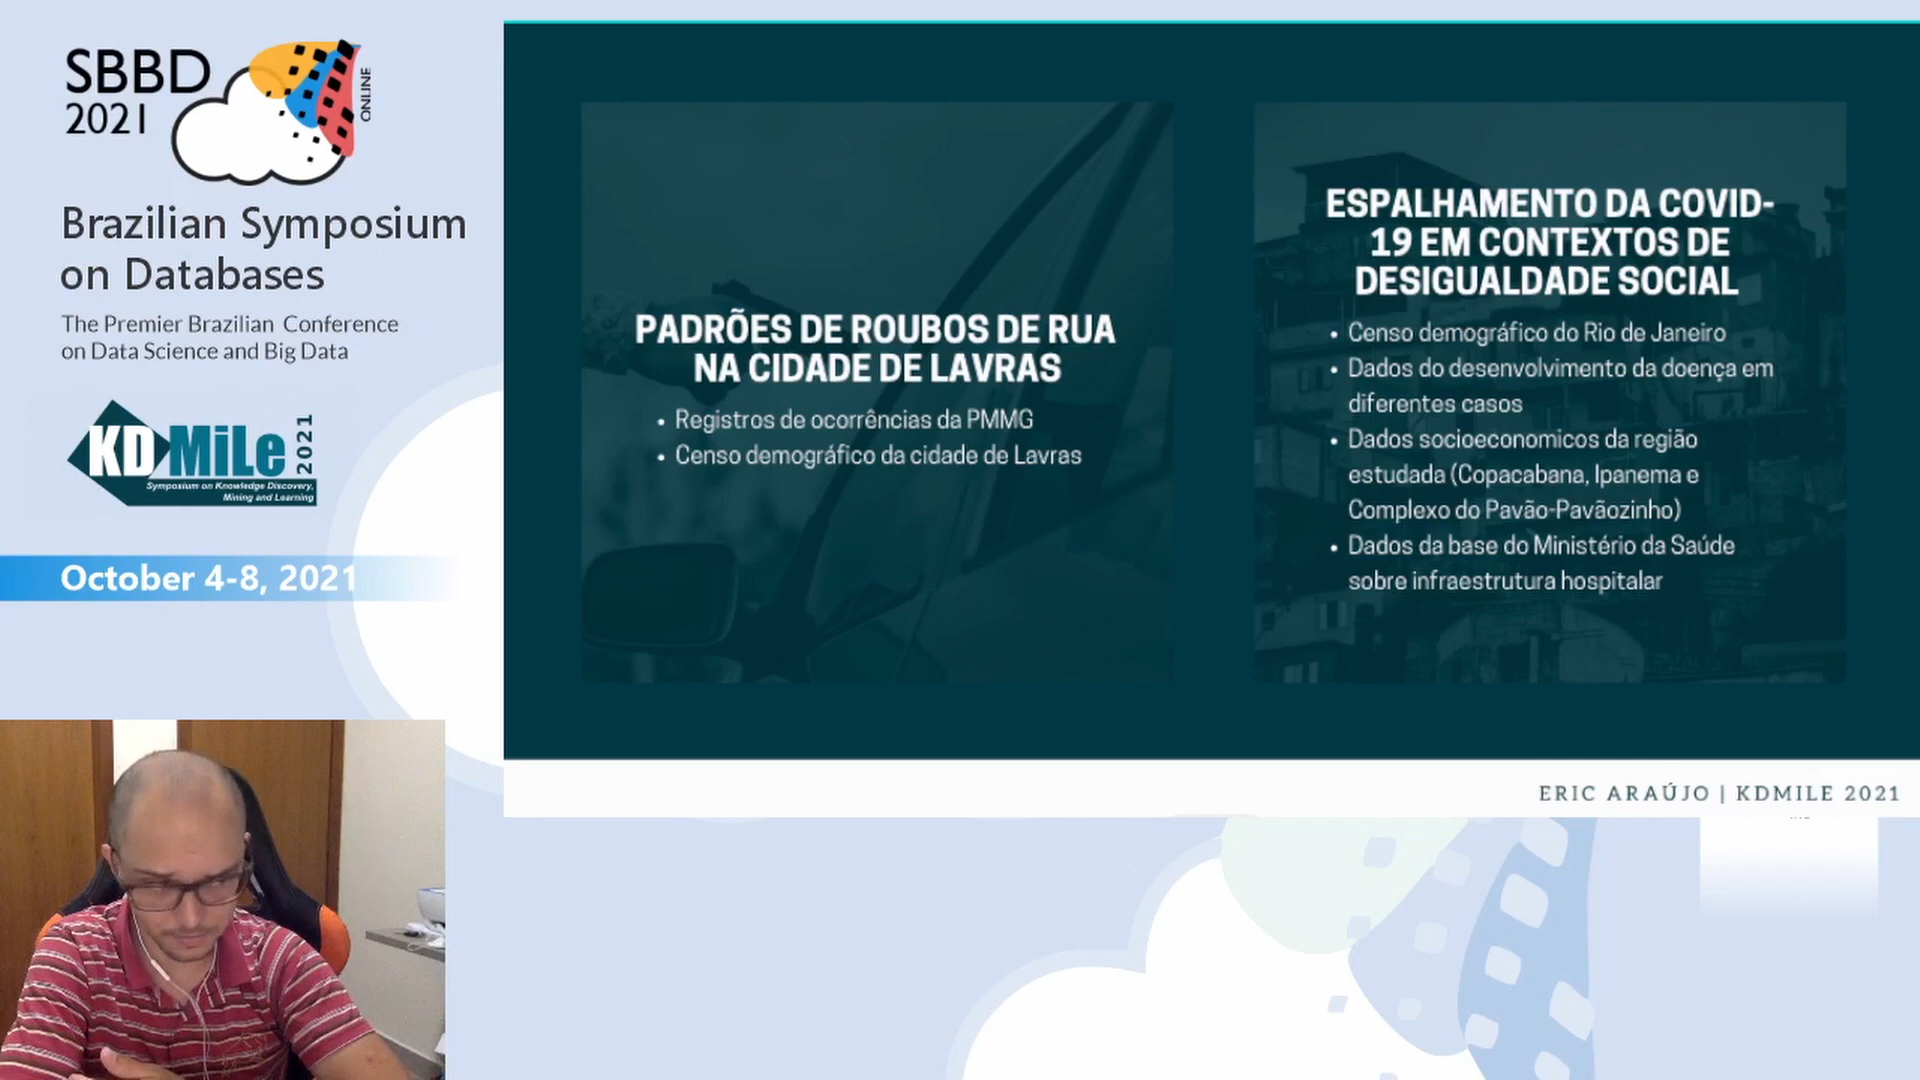 SBBD
2021
ONLINE
Brazilian Symposium
on Databases
The Premier Brazilian Conference
on Data Science and Big Data
KDMiLe 2021
Symposium on Knowledge Discovery,
Mining and Learning
October 4-8, 2021
PADRÕES DE ROUBOS DE RUA
NA CIDADE DE LAVRAS
• Registros de ocorrências da PMMG
• Censo demográfico da cidade de Lavras
ESPALHAMENTO DA COVID-
19 EM CONTEXTOS DE
DESIGUALDADE SOCIAL
• Censo demográfico do Rio de Janeiro
• Dados do desenvolvimento da doença em
diferentes casos
• Dados socioeconomicos da região
estudada (Copacabana, Ipanema e
Complexo do Pavão-Pavãozinho)
• Dados da base do Ministério da Saúde
sobre infraestrutura hospitalar
ERIC ARAÚJO | KDMILE 2021